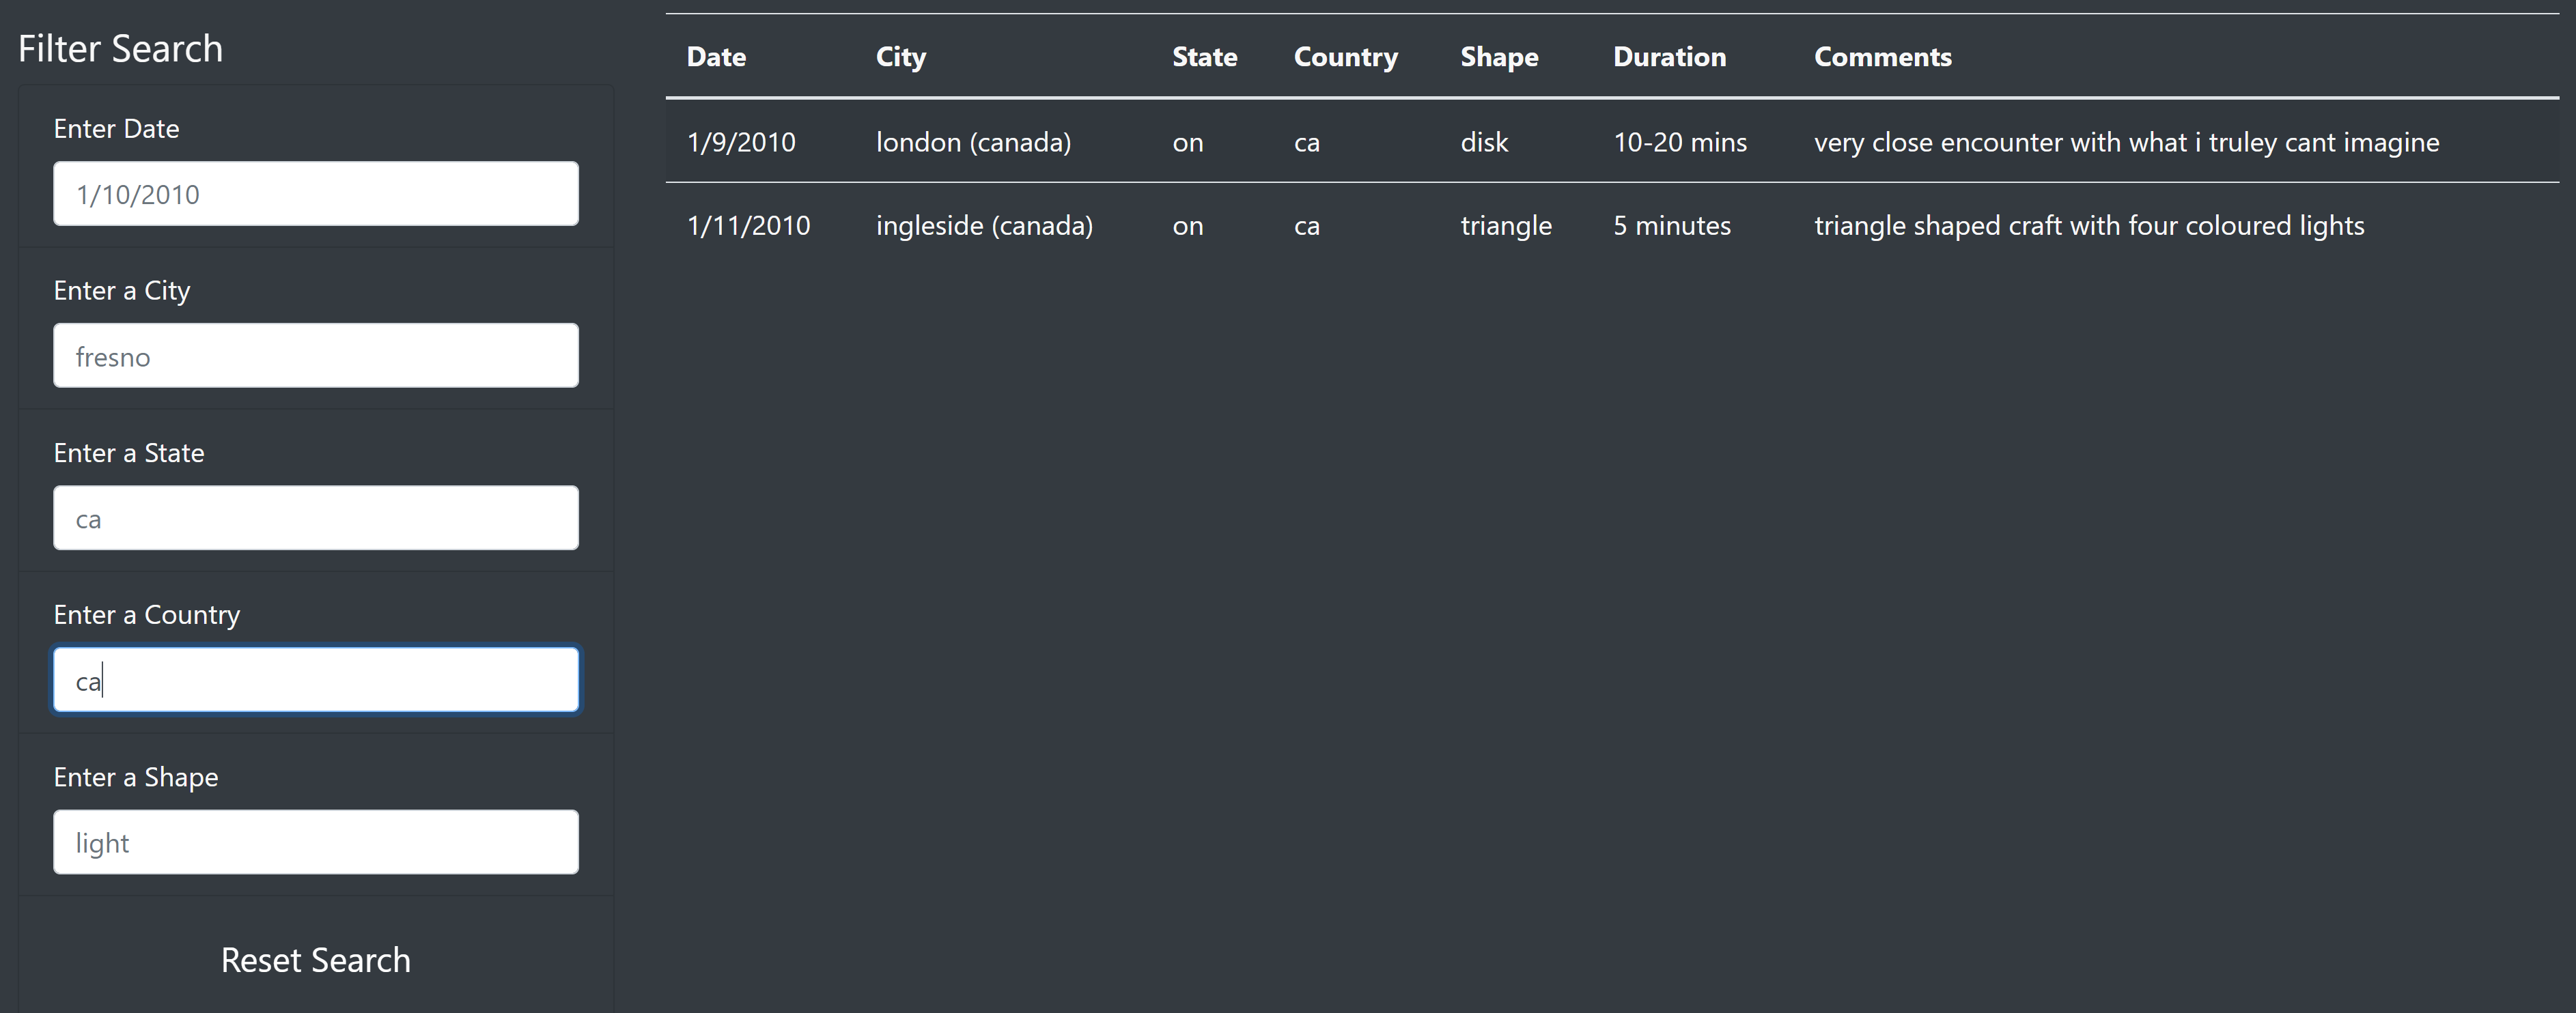 Filter Search
Enter Date
1/10/2010
Enter a City
fresno
Enter a State
ca
Enter a Country
ca
Enter a Shape
light
Reset Search
Date City State Country Shape Duration Comments
1/9/2010 london (canada) on ca disk 10-20 mins very close encounter with what i truley cant imagine
1/11/2010 ingleside (canada) on ca triangle 5 minutes triangle shaped craft with four coloured lights